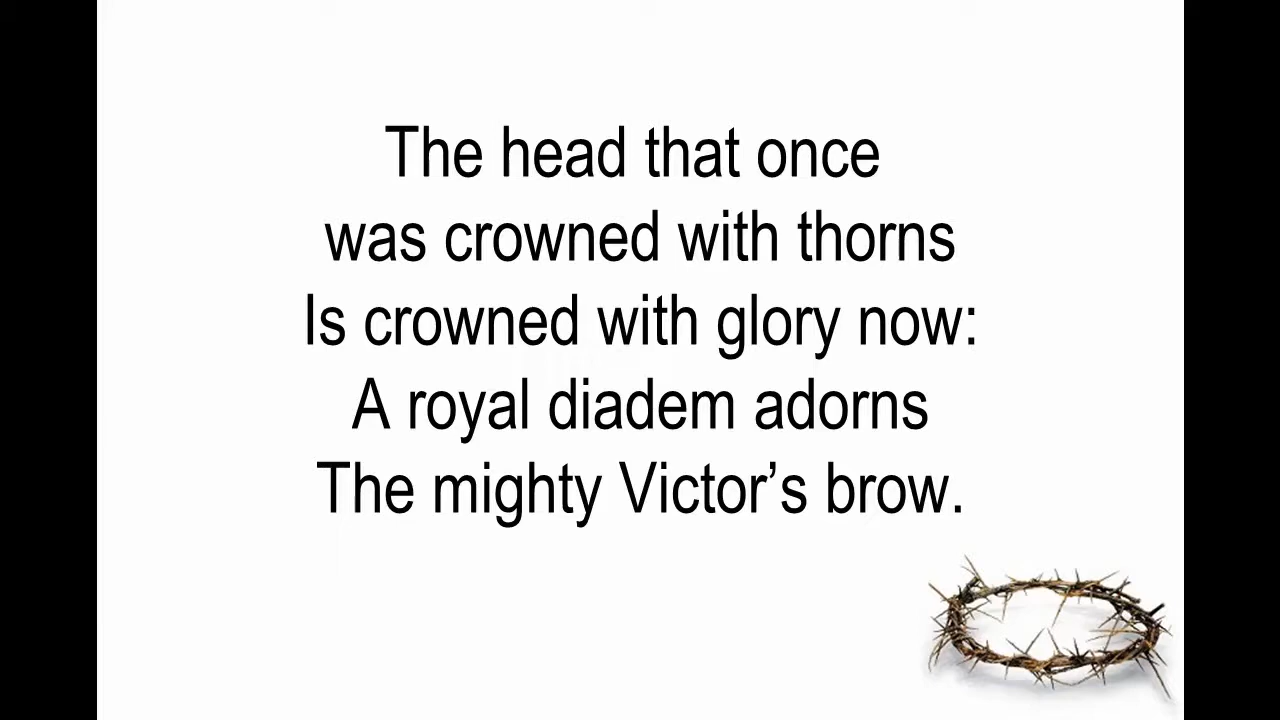 The head that once
was crowned with thorns
Is crowned with glory now:
A royal diadem adorns
The mighty Victor’s brow.